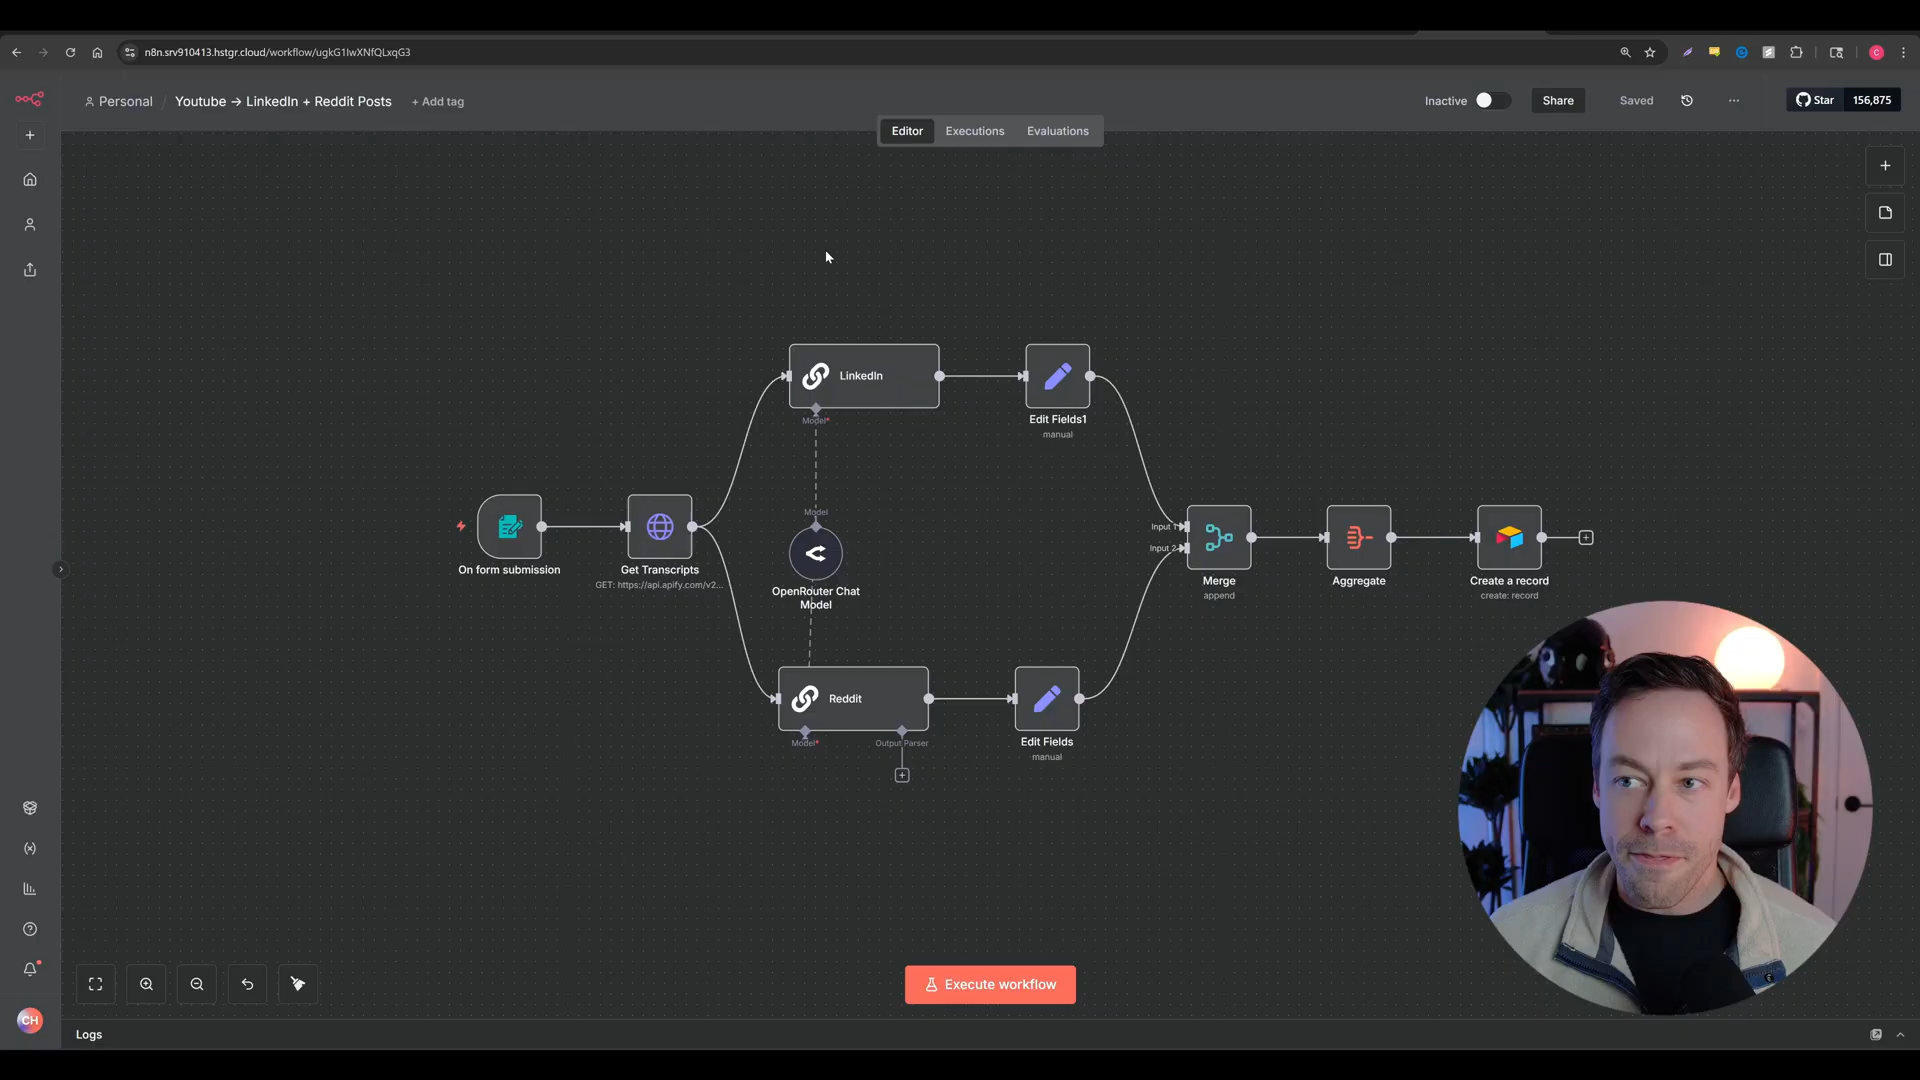 n8n.srv910413.hstgr.cloud/workflow/ugkG1IwXNfQLxqG3
Personal / Youtube → LinkedIn + Reddit Posts + Add tag
Inactive
Share
Saved
Star 156,875
Editor Executions Evaluations
LinkedIn
Model*
Edit Fields1
manual
Model
On form submission
Get Transcripts
GET: https://api.apify.com/v2...
OpenRouter Chat
Model
Input 1
Input 2
Merge
append
Aggregate
Create a record
create: record
Reddit
Model*
Output Parser
Edit Fields
manual
Execute workflow
CH
Logs
C